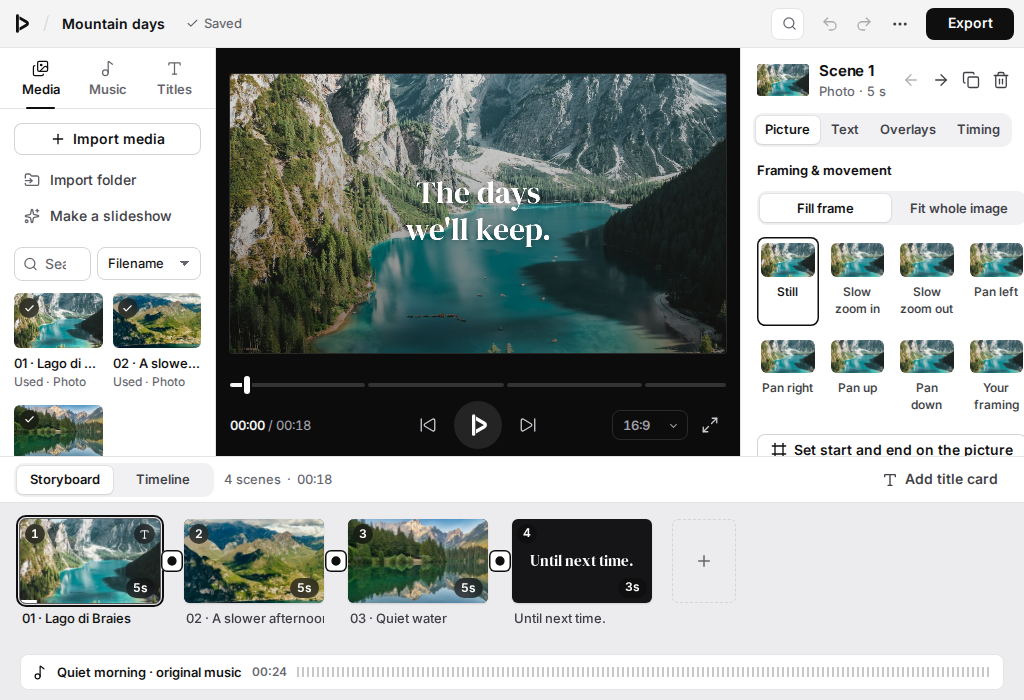 Mountain days
Saved
Export
Media
Music
Titles
Import media
Import folder
Make a slideshow
Sea
Filename
01 · Lago di ...
Used · Photo
02 · A slowe...
Used · Photo
The days
we'll keep.
00:00 / 00:18
16:9
Scene 1
Photo · 5 s
Picture
Text
Overlays
Timing
Framing & movement
Fill frame
Fit whole image
Still
Slow
zoom in
Slow
zoom out
Pan left
Pan right
Pan up
Pan
down
Your
framing
Set start and end on the picture
Storyboard
Timeline
4 scenes · 00:18
Add title card
1
T
5s
01 · Lago di Braies
2
5s
02 · A slower afternoon
3
5s
03 · Quiet water
4
Until next time.
3s
Until next time.
Quiet morning · original music
00:24